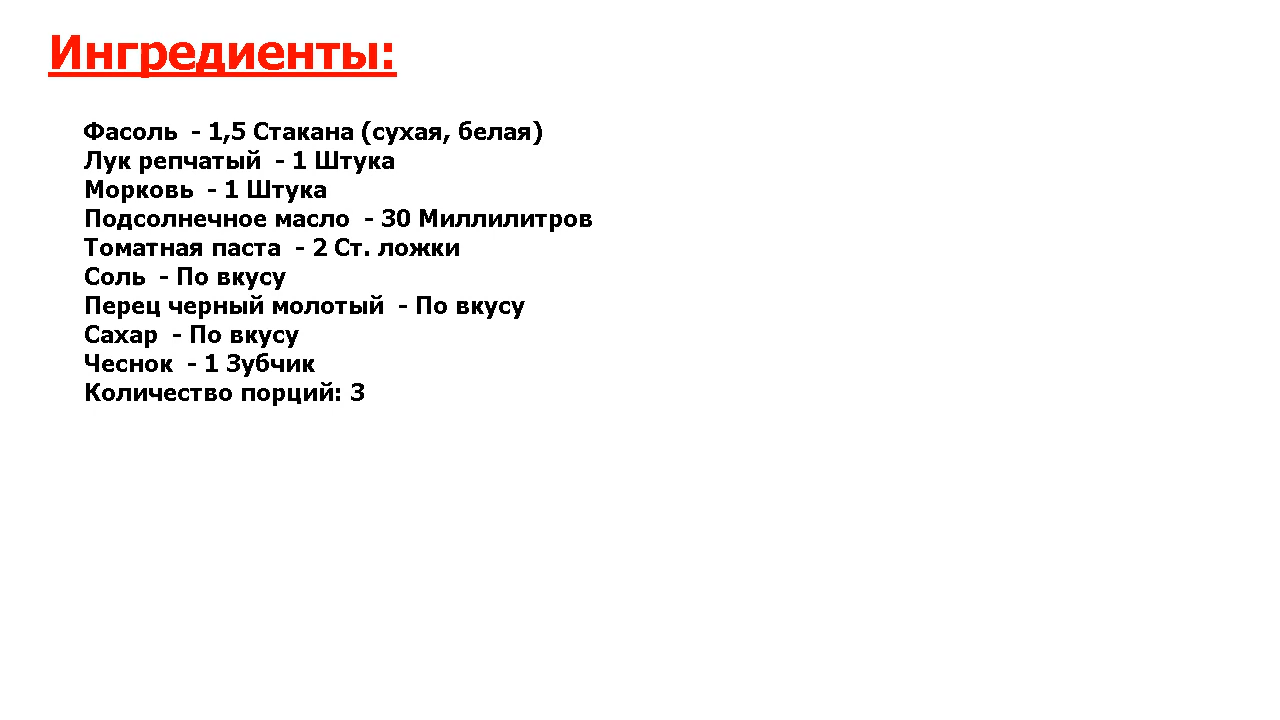 Ингредиенты:
Фасоль  - 1,5 Стакана (сухая, белая)
Лук репчатый  - 1 Штука
Морковь  - 1 Штука
Подсолнечное масло  - 30 Миллилитров
Томатная паста  - 2 Ст. ложки
Соль  - По вкусу
Перец черный молотый  - По вкусу
Сахар  - По вкусу
Чеснок  - 1 Зубчик
Количество порций: 3